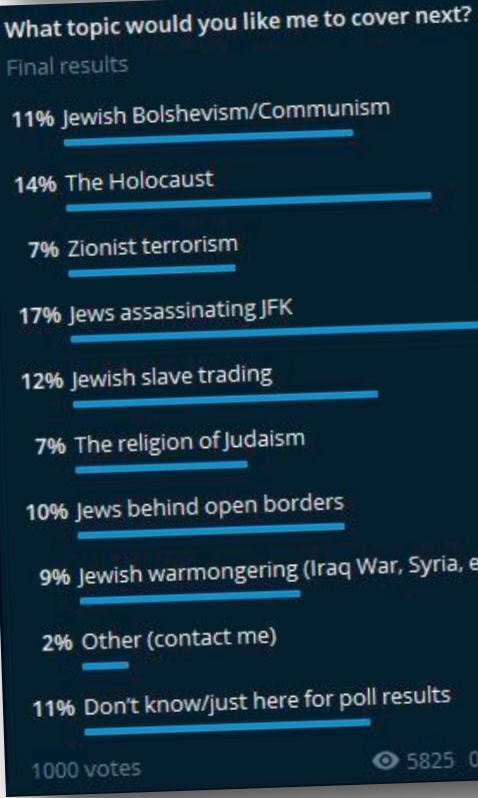 What topic would you like me to cover next?
Final results
11% Jewish Bolshevism/Communism
14% The Holocaust
7% Zionist terrorism
17% Jews assassinating JFK
12% Jewish slave trading
7% The religion of Judaism
10% Jews behind open borders
9% Jewish warmongering (Iraq War, Syria, e
2% Other (contact me)
11% Don't know/just here for poll results
1000 votes 5825 0